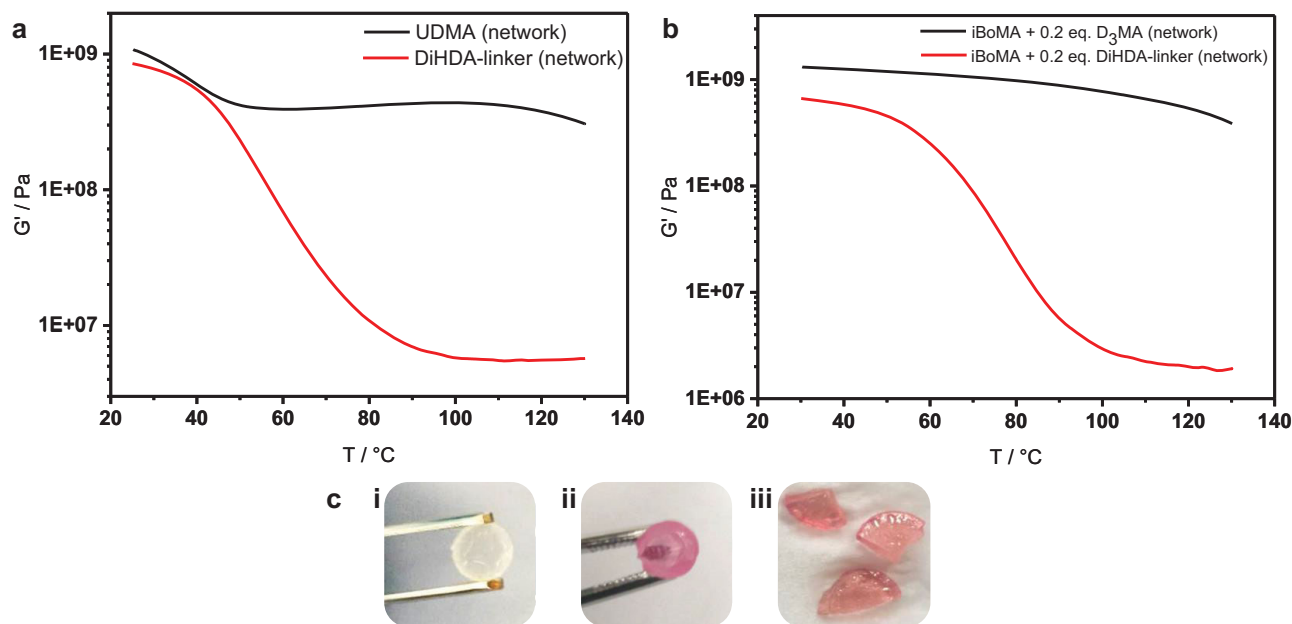 a
UDMA (network)
DiHDA-linker (network)
1E+09
1E+08
1E+07
G' / Pa
20 40 60 80 100 120 140
T / °C
b
iBoMA + 0.2 eq. D₃MA (network)
iBoMA + 0.2 eq. DiHDA-linker (network)
1E+09
1E+08
1E+07
1E+06
G' / Pa
20 40 60 80 100 120 140
T / °C
c i ii iii